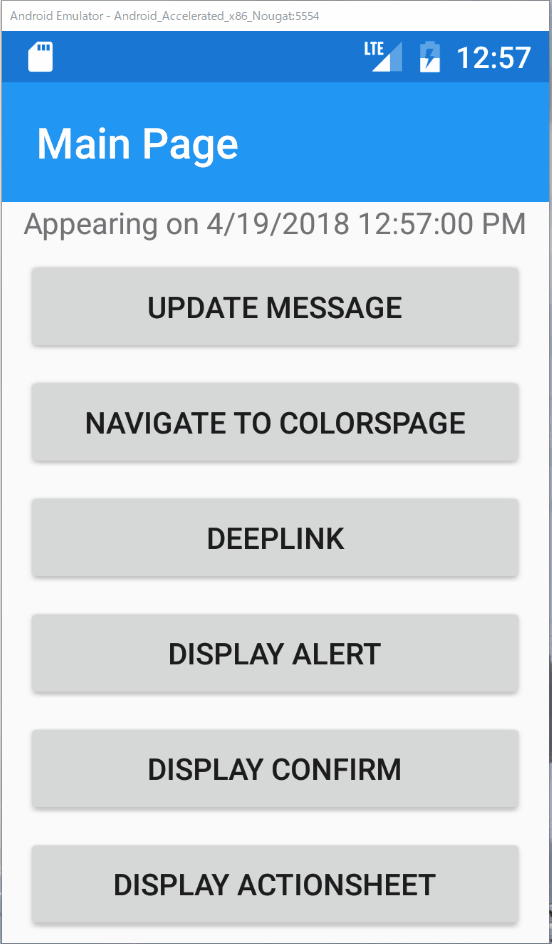 Android Emulator - Android_Accelerated_x86_Nougat:5554
LTE 12:57
Main Page
Appearing on 4/19/2018 12:57:00 PM
UPDATE MESSAGE
NAVIGATE TO COLORSPAGE
DEEPLINK
DISPLAY ALERT
DISPLAY CONFIRM
DISPLAY ACTIONSHEET